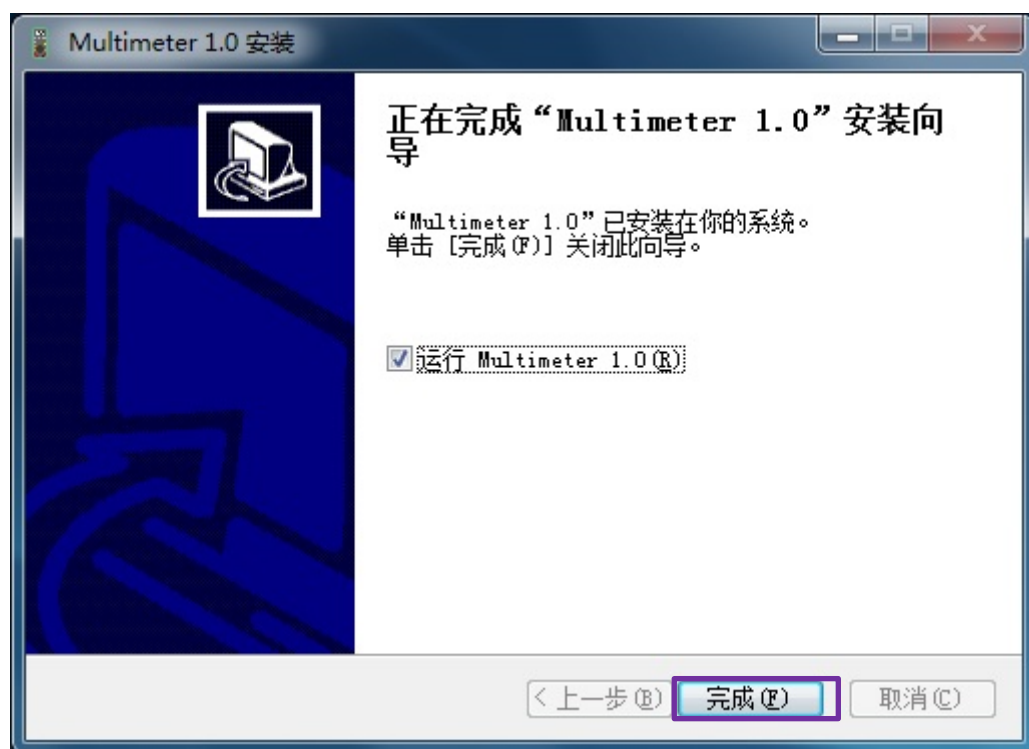 Multimeter 1.0 安装
正在完成“Multimeter 1.0”安装向
导
“Multimeter 1.0”已安装在你的系统。
单击 [完成(F)] 关闭此向导。
运行 Multimeter 1.0(R)
< 上一步(B) 完成(F) 取消(C)